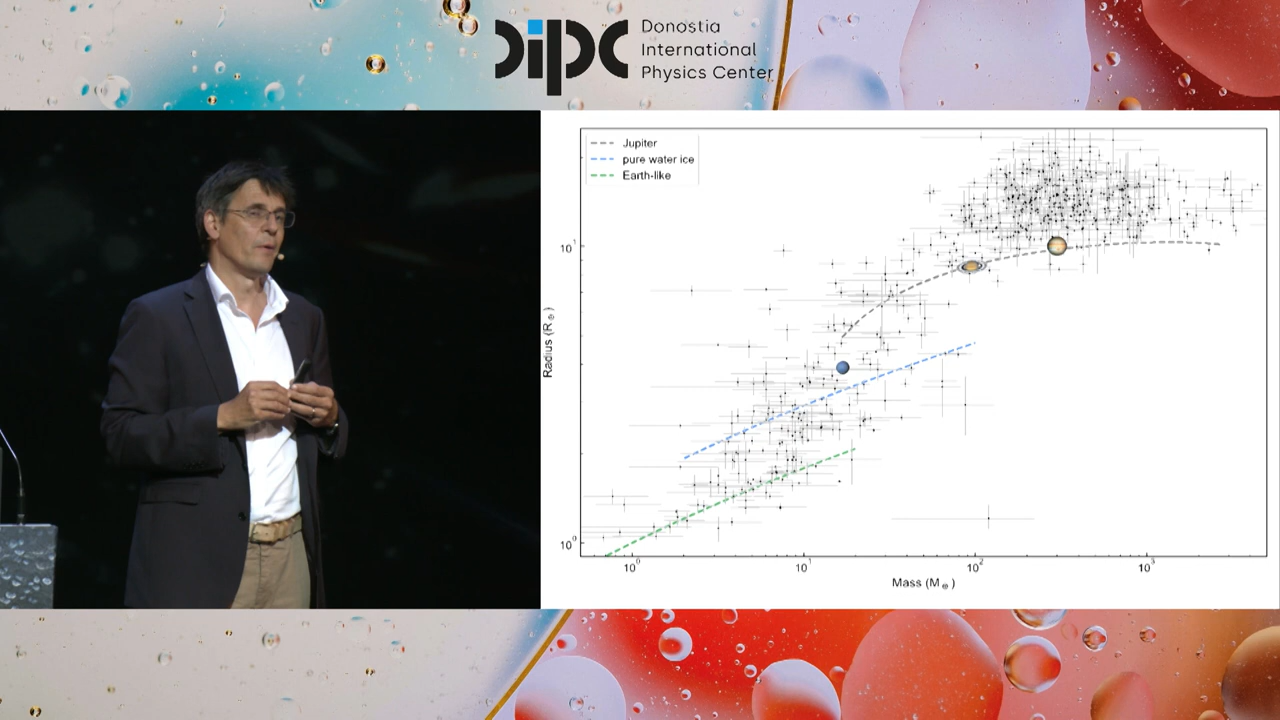 Donostia
International
Physics Center
dipc
Jupiter
pure water ice
Earth-like
10¹
10⁰
Radius (R⊕)
10⁰
10¹
10²
10³
Mass (M⊕)